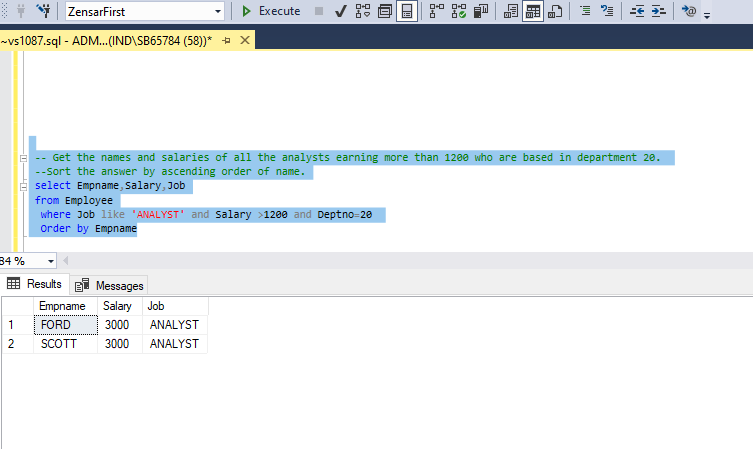 ZensarFirst
Execute
~vs1087.sql - ADM...(IND\SB65784 (58))*
-- Get the names and salaries of all the analysts earning more than 1200 who are based in department 20.
--Sort the answer by ascending order of name.
select Empname,Salary,Job
from Employee
where Job like 'ANALYST' and Salary >1200 and Deptno=20
Order by Empname
84 %
Results
Messages
Empname Salary Job
1 FORD 3000 ANALYST
2 SCOTT 3000 ANALYST